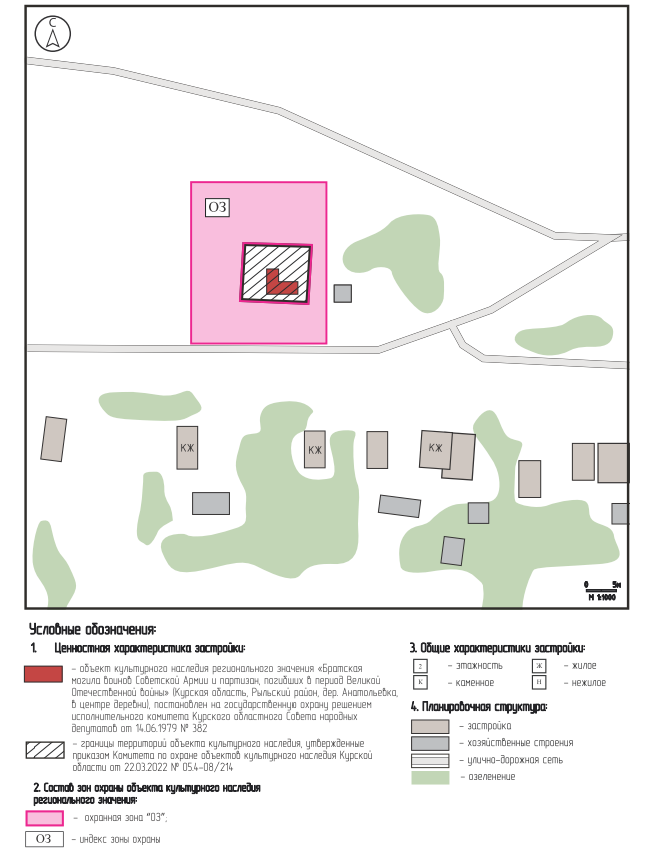 С
ОЗ
КЖ
КЖ
КЖ
0 5м
М 1:1000
Условные обозначения:
1. Ценностная характеристика застройки:
– объект культурного наследия регионального значения «Братская
могила воинов Советской Армии и партизан, погибших в период Великой
Отечественной войны» (Курская область, Рыльский район, дер. Анатольевка,
в центре деревни), постановлен на государственную охрану решением
исполнительного комитета Курского областного Совета народных
депутатов от 14.06.1979 № 382
– границы территорий объекта культурного наследия, утвержденные
приказом Комитета по охране объектов культурного наследия Курской
области от 22.03.2022 № 05.4-08/214
2. Состав зон охраны объекта культурного наследия
регионального значения:
– охранная зона "ОЗ";
ОЗ – индекс зоны охраны
3. Общие характеристики застройки:
2 – этажность Ж – жилое
К – каменное Н – нежилое
4. Планировочная структура:
– застройка
– хозяйственные строения
– улично-дорожная сеть
– озеленение